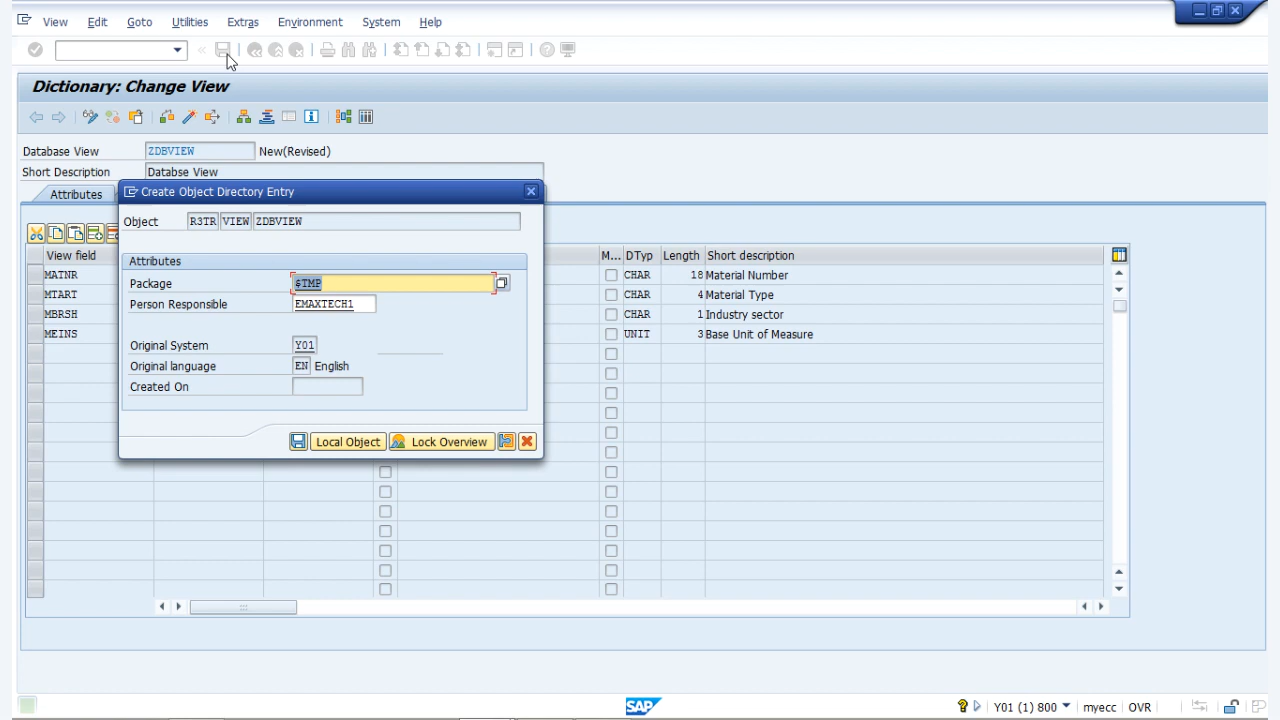 View Edit Goto Utilities Extras Environment System Help
Dictionary: Change View
Database View ZDBVIEW New(Revised)
Short Description Databse View
Attributes
Create Object Directory Entry
Object R3TR VIEW ZDBVIEW
Attributes
Package $TMP
Person Responsible EMAXTECH1
Original System Y01
Original language EN English
Created On
Local Object Lock Overview
View field M... DTyp Length Short description
MATNR CHAR 18 Material Number
MTART CHAR 4 Material Type
MBRSH CHAR 1 Industry sector
MEINS UNIT 3 Base Unit of Measure
SAP
Y01 (1) 800 myecc OVR